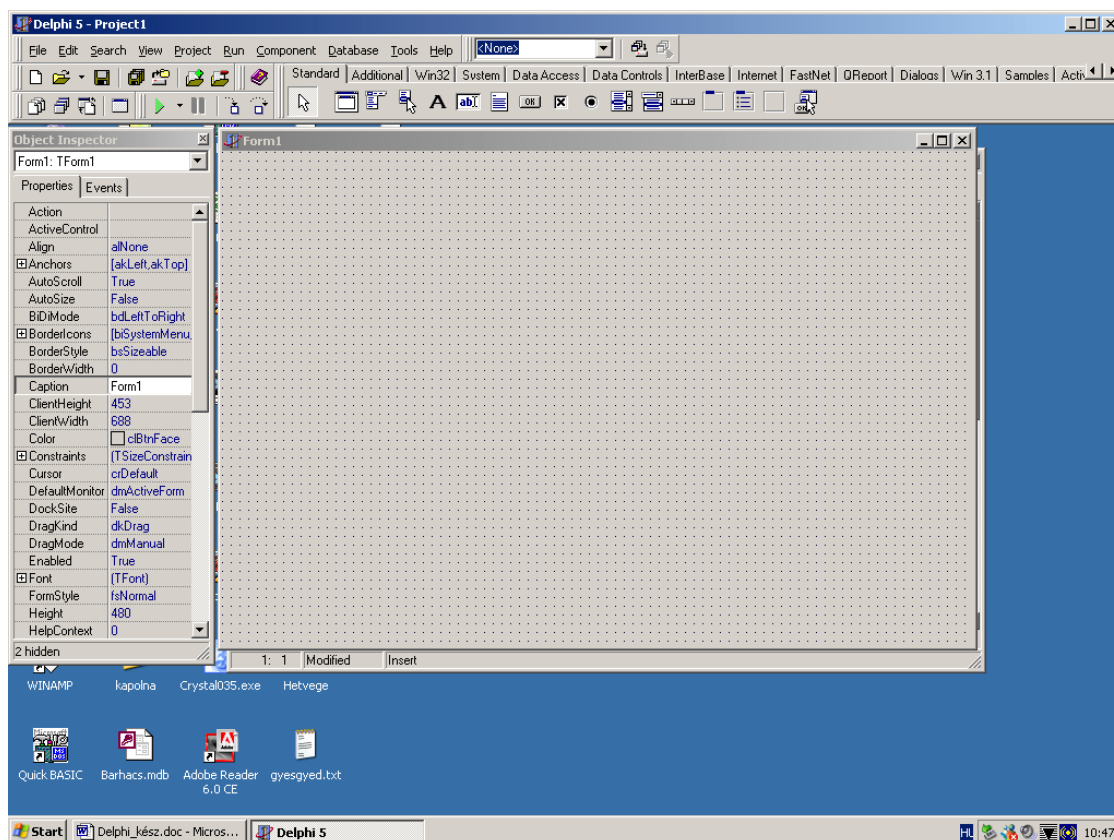 Delphi 5 - Project1
File Edit Search View Project Run Component Database Tools Help <None>
Standard Additional Win32 System Data Access Data Controls InterBase Internet FastNet QReport Dialogs Win 3.1 Samples Acti
Object Inspector
Form1: TForm1
Properties Events
Action
ActiveControl
Align alNone
Anchors [akLeft,akTop]
AutoScroll True
AutoSize False
BiDiMode bdLeftToRight
BorderIcons [biSystemMenu,
BorderStyle bsSizeable
BorderWidth 0
Caption Form1
ClientHeight 453
ClientWidth 688
Color clBtnFace
Constraints (TSizeConstrain
Cursor crDefault
DefaultMonitor dmActiveForm
DockSite False
DragKind dkDrag
DragMode dmManual
Enabled True
Font (TFont)
FormStyle fsNormal
Height 480
HelpContext 0
2 hidden
Form1
1: 1 Modified Insert
WINAMP kapolna Crystal035.exe Hetvege
Quick BASIC Barhacs.mdb Adobe Reader 6.0 CE gyesgyed.txt
Start Delphi_kész.doc - Micros... Delphi 5 HU 10:47